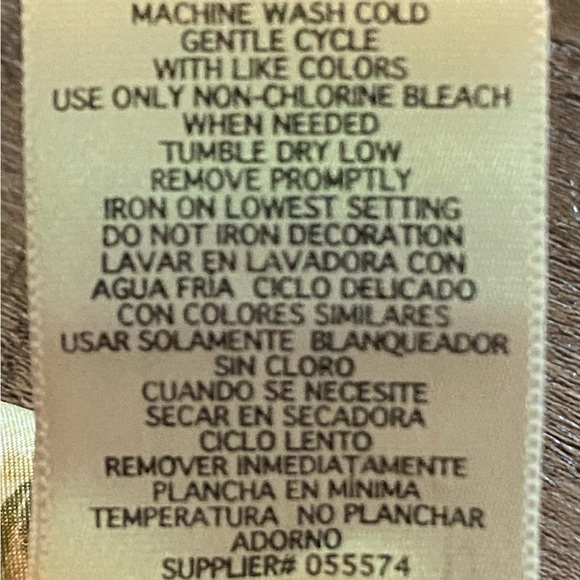 MACHINE WASH COLD
GENTLE CYCLE
WITH LIKE COLORS
USE ONLY NON-CHLORINE BLEACH
WHEN NEEDED
TUMBLE DRY LOW
REMOVE PROMPTLY
IRON ON LOWEST SETTING
DO NOT IRON DECORATION
LAVAR EN LAVADORA CON
AGUA FRÍA CICLO DELICADO
CON COLORES SIMILARES
USAR SOLAMENTE BLANQUEADOR
SIN CLORO
CUANDO SE NECESITE
SECAR EN SECADORA
CICLO LENTO
REMOVER INMEDIATAMENTE
PLANCHA EN MÍNIMA
TEMPERATURA NO PLANCHAR
ADORNO
SUPPLIER# 055574